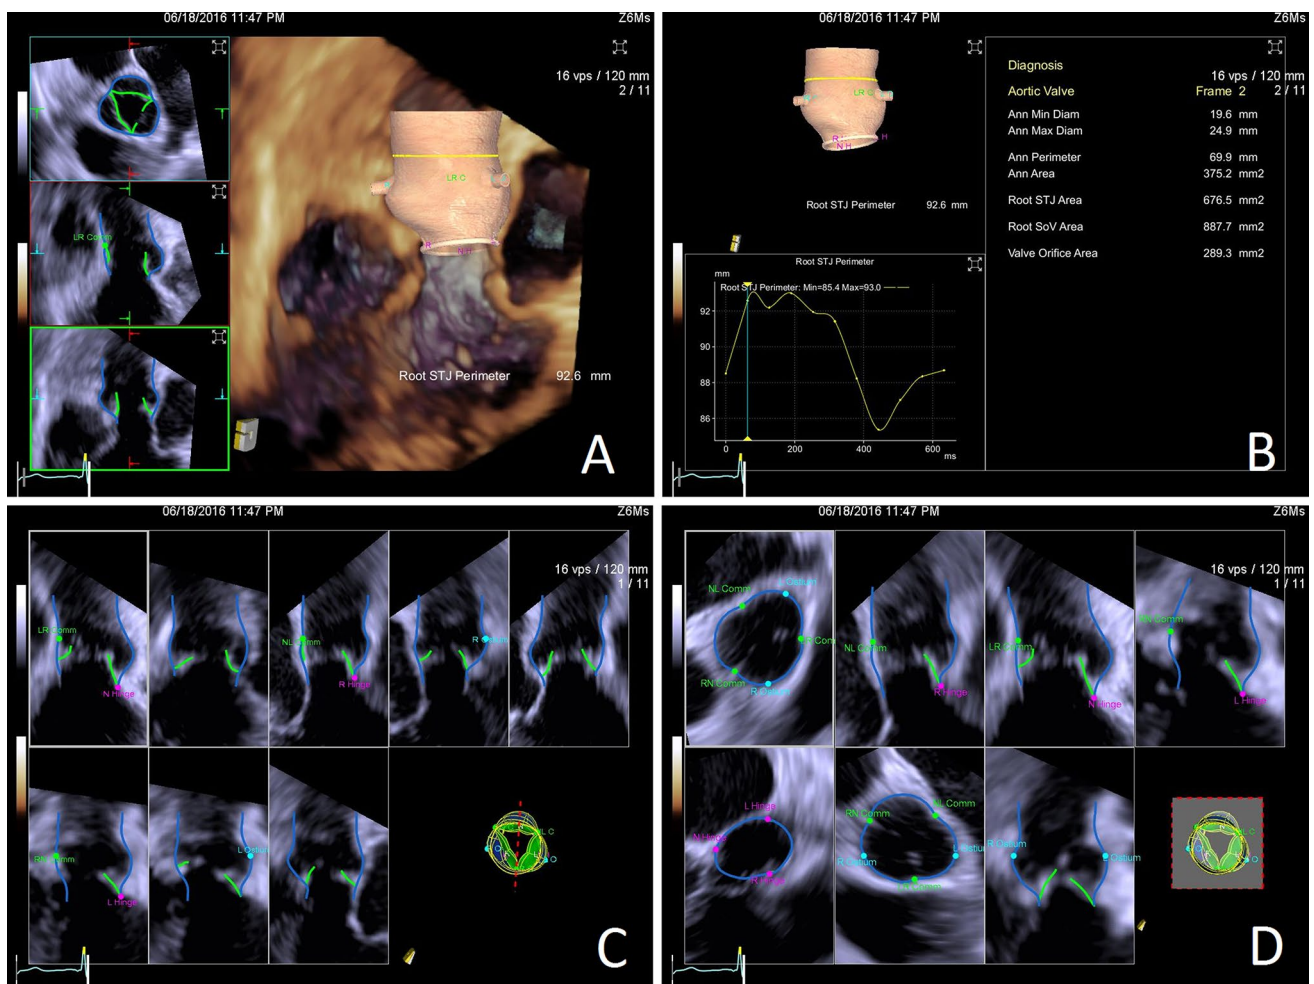 06/18/2016 11:47 PM
Z6Ms
16 vps / 120 mm
2 / 11
LR Comm
LR C
R
N H
Root STJ Perimeter 92.6 mm
A
06/18/2016 11:47 PM
Z6Ms
16 vps / 120 mm
2 / 11
LR C
R
H
N H
Root STJ Perimeter 92.6 mm
Diagnosis
Aortic Valve Frame 2
Ann Min Diam 19.6 mm
Ann Max Diam 24.9 mm
Ann Perimeter 69.9 mm
Ann Area 375.2 mm2
Root STJ Area 676.5 mm2
Root SoV Area 887.7 mm2
Valve Orifice Area 289.3 mm2
Root STJ Perimeter
mm
Root STJ Perimeter: Min=85.4 Max=93.0
92
90
88
86
0 200 400 600
ms
B
06/18/2016 11:47 PM
Z6Ms
16 vps / 120 mm
1 / 11
LR Comm
N Hinge
NL Comm
R Hinge
R Ostium
RN Comm
L Hinge
L Ostium
L C
O
O
C
06/18/2016 11:47 PM
Z6Ms
16 vps / 120 mm
1 / 11
NL Comm
L Ostium
R Com
RN Comm
R Ostium
NL Comm
R Hinge
LR Comm
N Hinge
RN Comm
L Hinge
L Hinge
N Hinge
R Hinge
RN Comm
NL Comm
R Ostium
L Ostium
LR Comm
R Ostium
L Ostium
L C
O
O
D